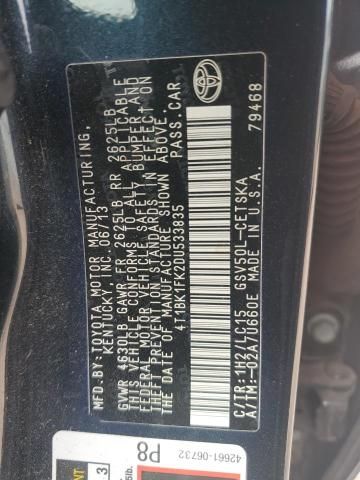 MFD.BY:TOYOTA MOTOR MANUFACTURING,
KENTUCKY, INC. 06/13
GVWR 4630LB GAWR FR 2625LB RR 2625LB
THIS VEHICLE CONFORMS TO ALL APPLICABLE
FEDERAL MOTOR VEHICLE SAFETY, BUMPER AND
THEFT PREVENTION STANDARDS IN EFFECT ON
THE DATE OF MANUFACTURE SHOWN ABOVE.
4T1BK1FK2DU533835 PASS.CAR
C/TR:1H2/LC15 GSV50L-CETSKA
A/TM:-02A/U660E MADE IN U.S.A.
79468
42661-06732
P8